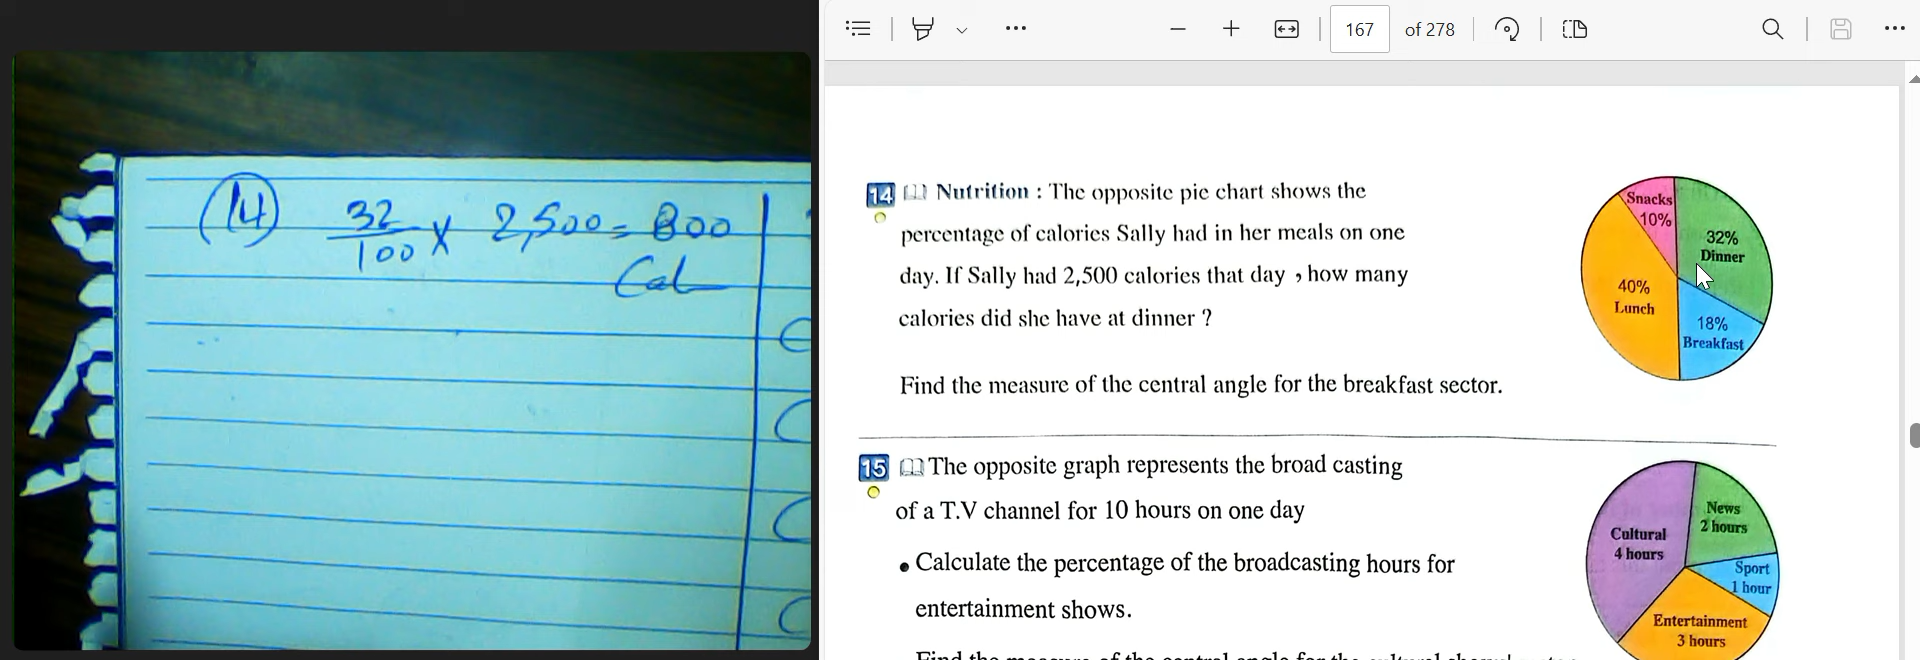 14 32/100 × 2,500 = 800
Cal
167 of 278
14 Nutrition : The opposite pie chart shows the
percentage of calories Sally had in her meals on one
day. If Sally had 2,500 calories that day , how many
calories did she have at dinner ?
Find the measure of the central angle for the breakfast sector.
Snacks
10%
32%
Dinner
40%
Lunch
18%
Breakfast
15 The opposite graph represents the broad casting
of a T.V channel for 10 hours on one day
• Calculate the percentage of the broadcasting hours for
entertainment shows.
News
2 hours
Cultural
4 hours
Sport
1 hour
Entertainment
3 hours